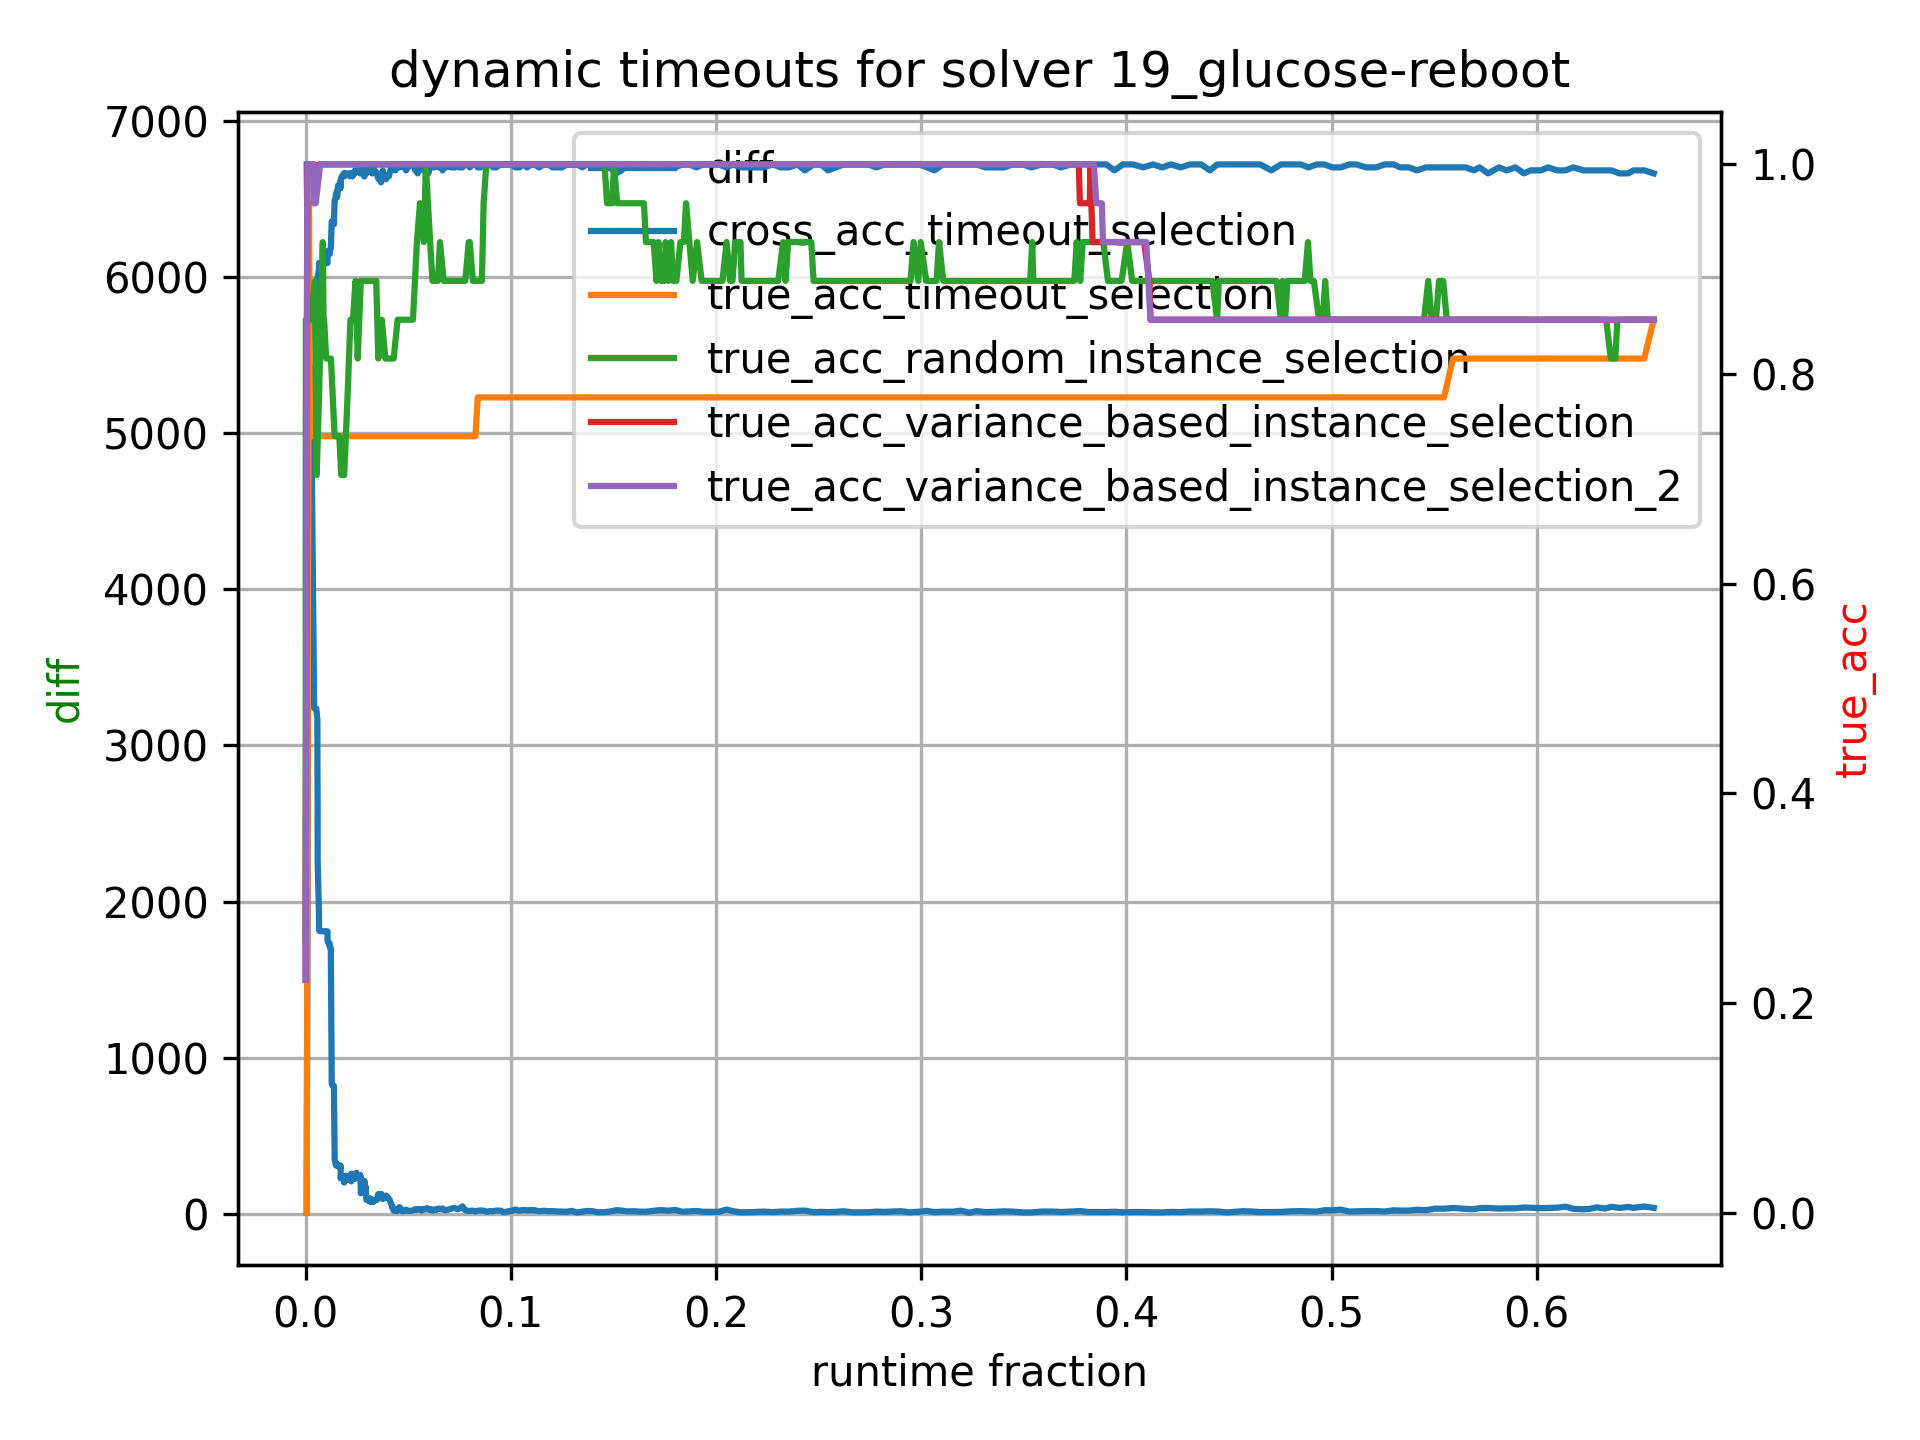 dynamic timeouts for solver 19_glucose-reboot
7000
6000
5000
4000
3000
2000
1000
0
diff
diff
cross_acc_timeout_selection
true_acc_timeout_selection
true_acc_random_instance_selection
true_acc_variance_based_instance_selection
true_acc_variance_based_instance_selection_2
1.0
0.8
0.6
0.4
0.2
0.0
true_acc
0.0 0.1 0.2 0.3 0.4 0.5 0.6
runtime fraction